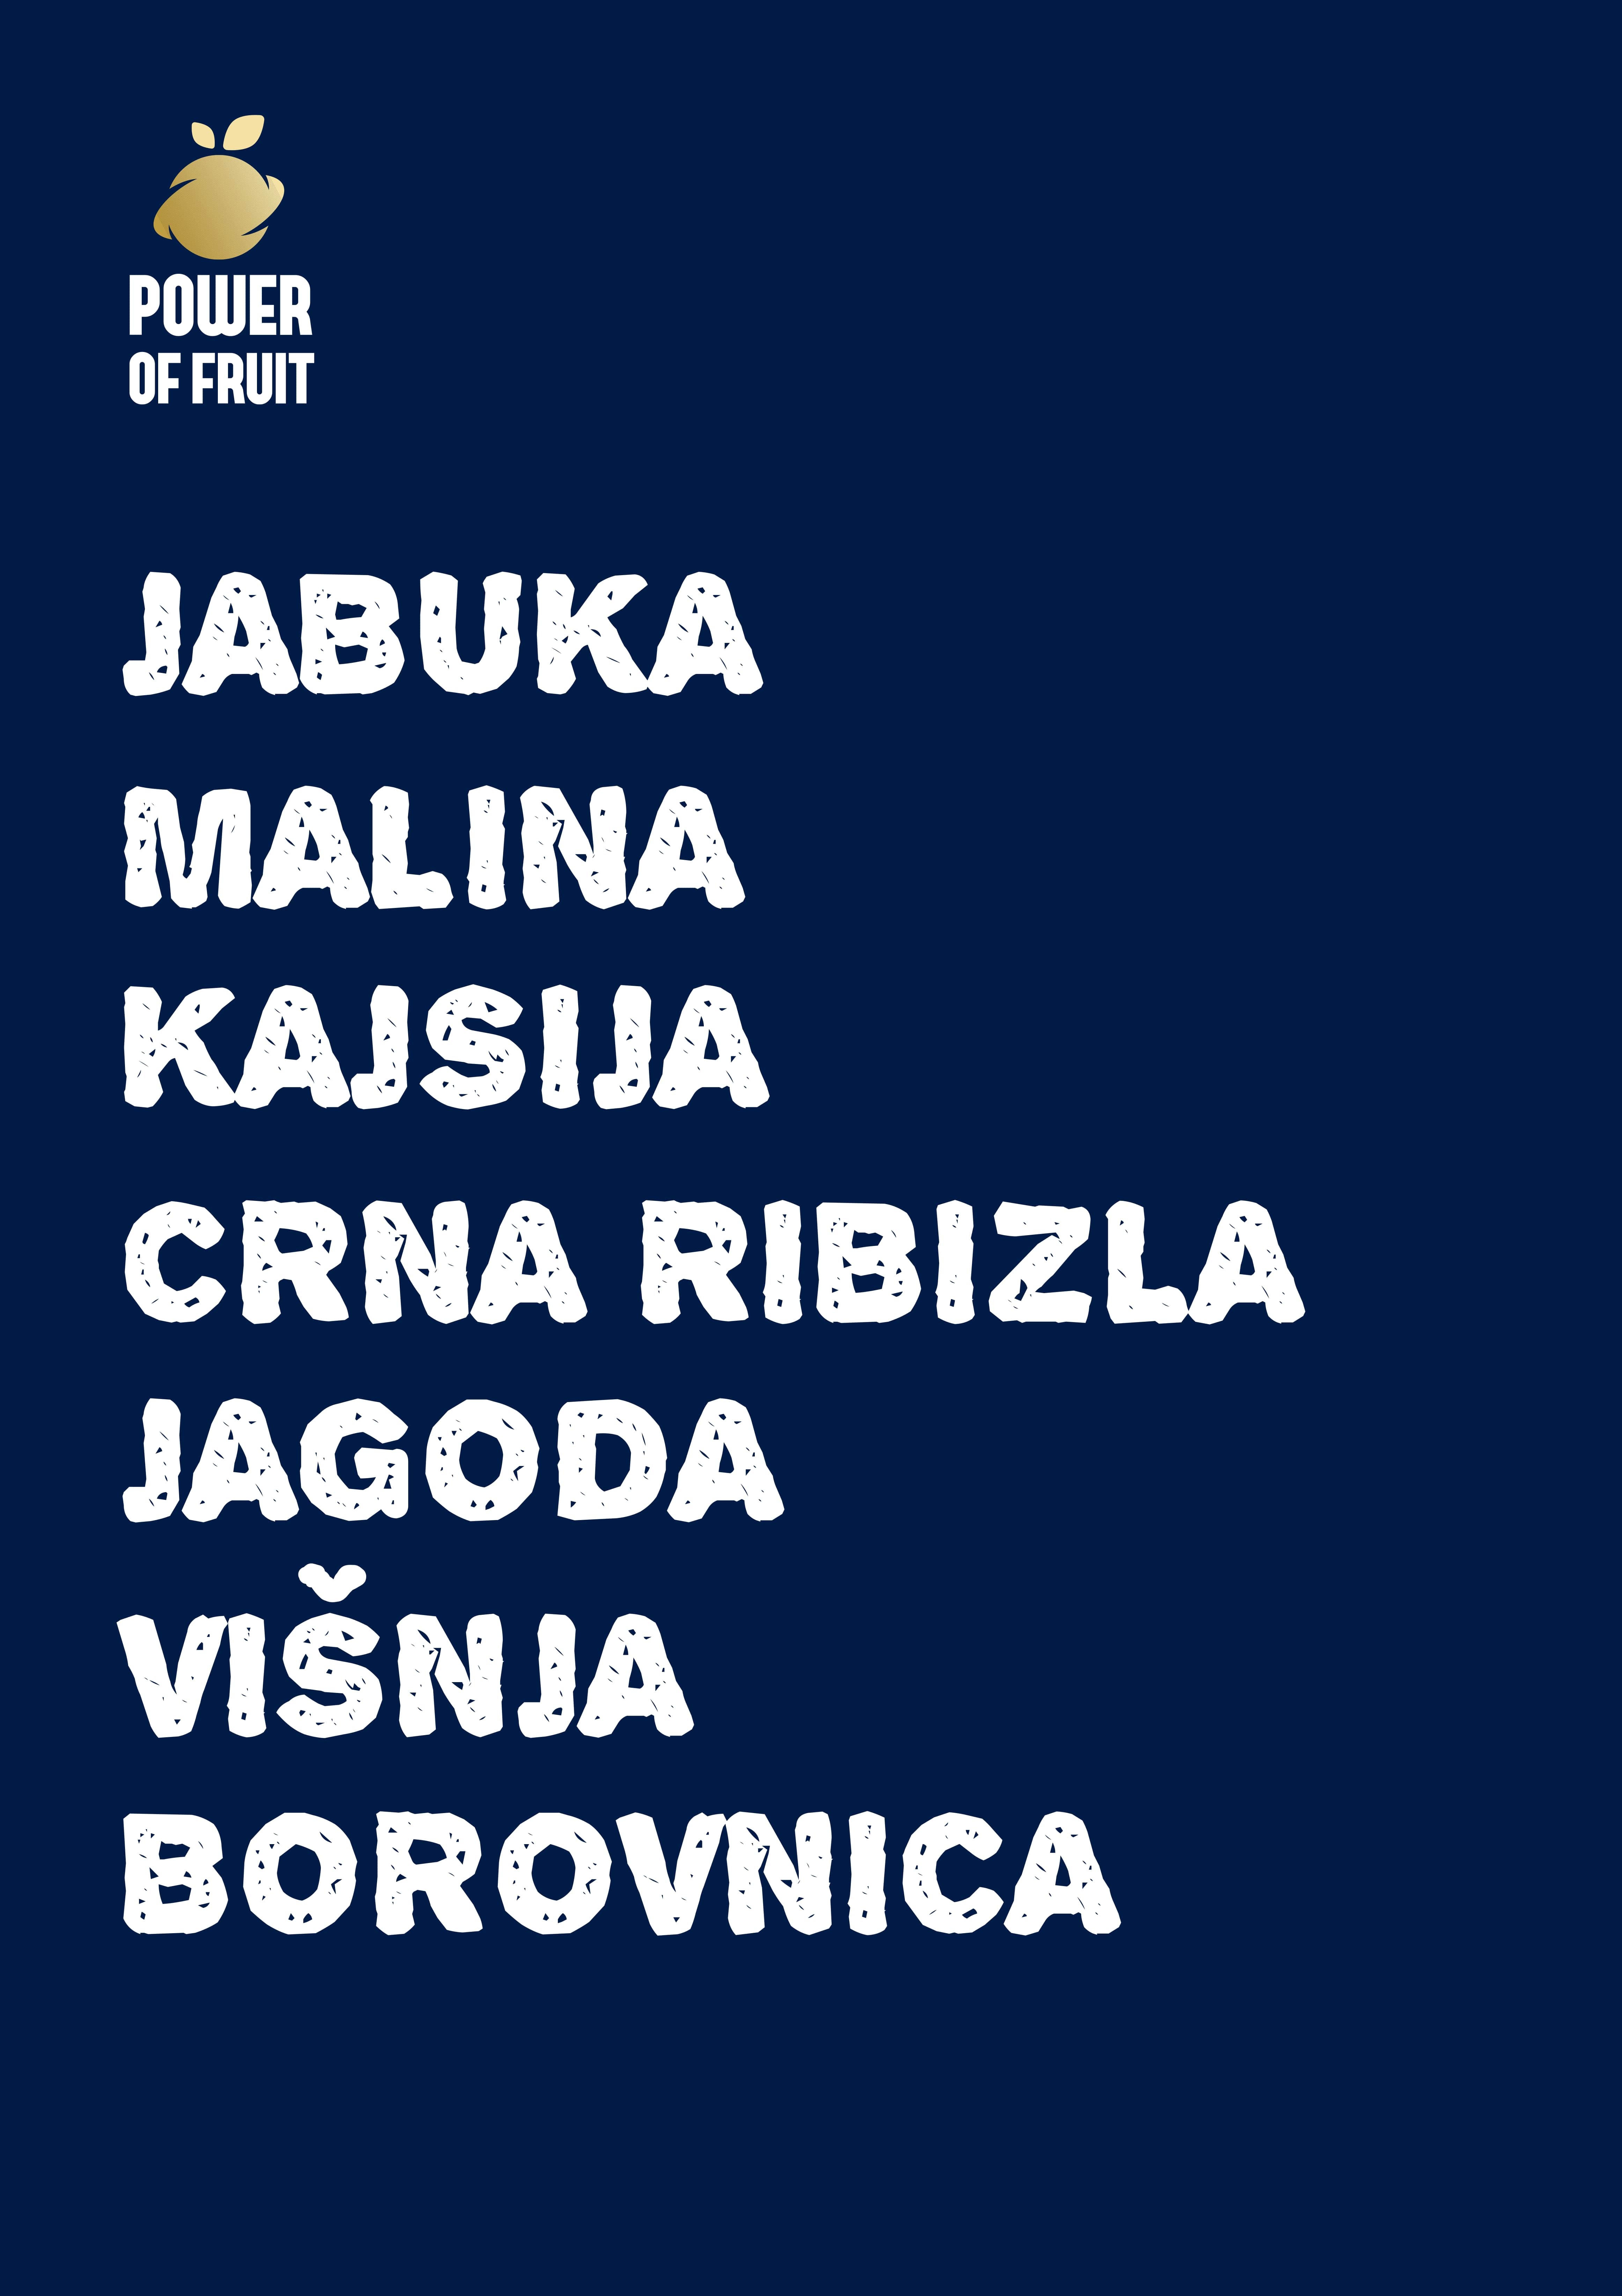 POWER
OF FRUIT
JABUKA
MALINA
KAJSIJA
CRNA RIBIZLA
JAGODA
VIŠNJA
BOROVNICA